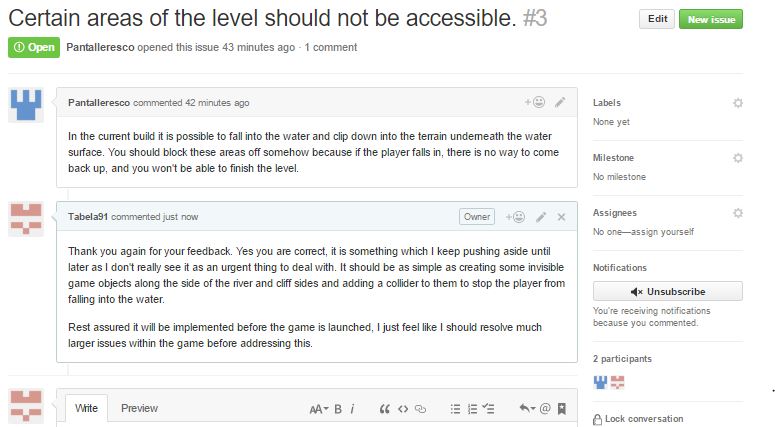 Certain areas of the level should not be accessible. #3
Edit
New issue
Open
Pantalleresco opened this issue 43 minutes ago · 1 comment
Pantalleresco commented 42 minutes ago
In the current build it is possible to fall into the water and clip down into the terrain underneath the water
surface. You should block these areas off somehow because if the player falls in, there is no way to come
back up, and you won't be able to finish the level.
Tabela91 commented just now
Owner
Thank you again for your feedback. Yes you are correct, it is something which I keep pushing aside until
later as I don't really see it as an urgent thing to deal with. It should be as simple as creating some invisible
game objects along the side of the river and cliff sides and adding a collider to them to stop the player from
falling into the water.
Rest assured it will be implemented before the game is launched, I just feel like I should resolve much
larger issues within the game before addressing this.
Write
Preview
AA
B
i
Labels
None yet
Milestone
No milestone
Assignees
No one—assign yourself
Notifications
Unsubscribe
You're receiving notifications
because you commented.
2 participants
Lock conversation